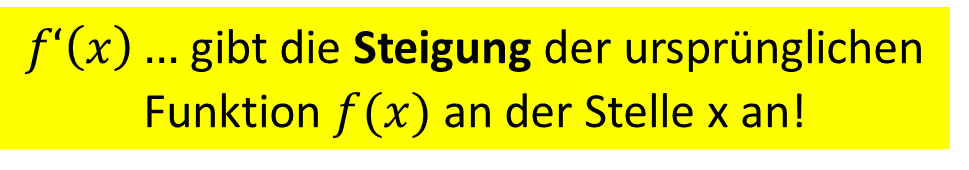 f‘(x) ... gibt die Steigung der ursprünglichen
Funktion f(x) an der Stelle x an!